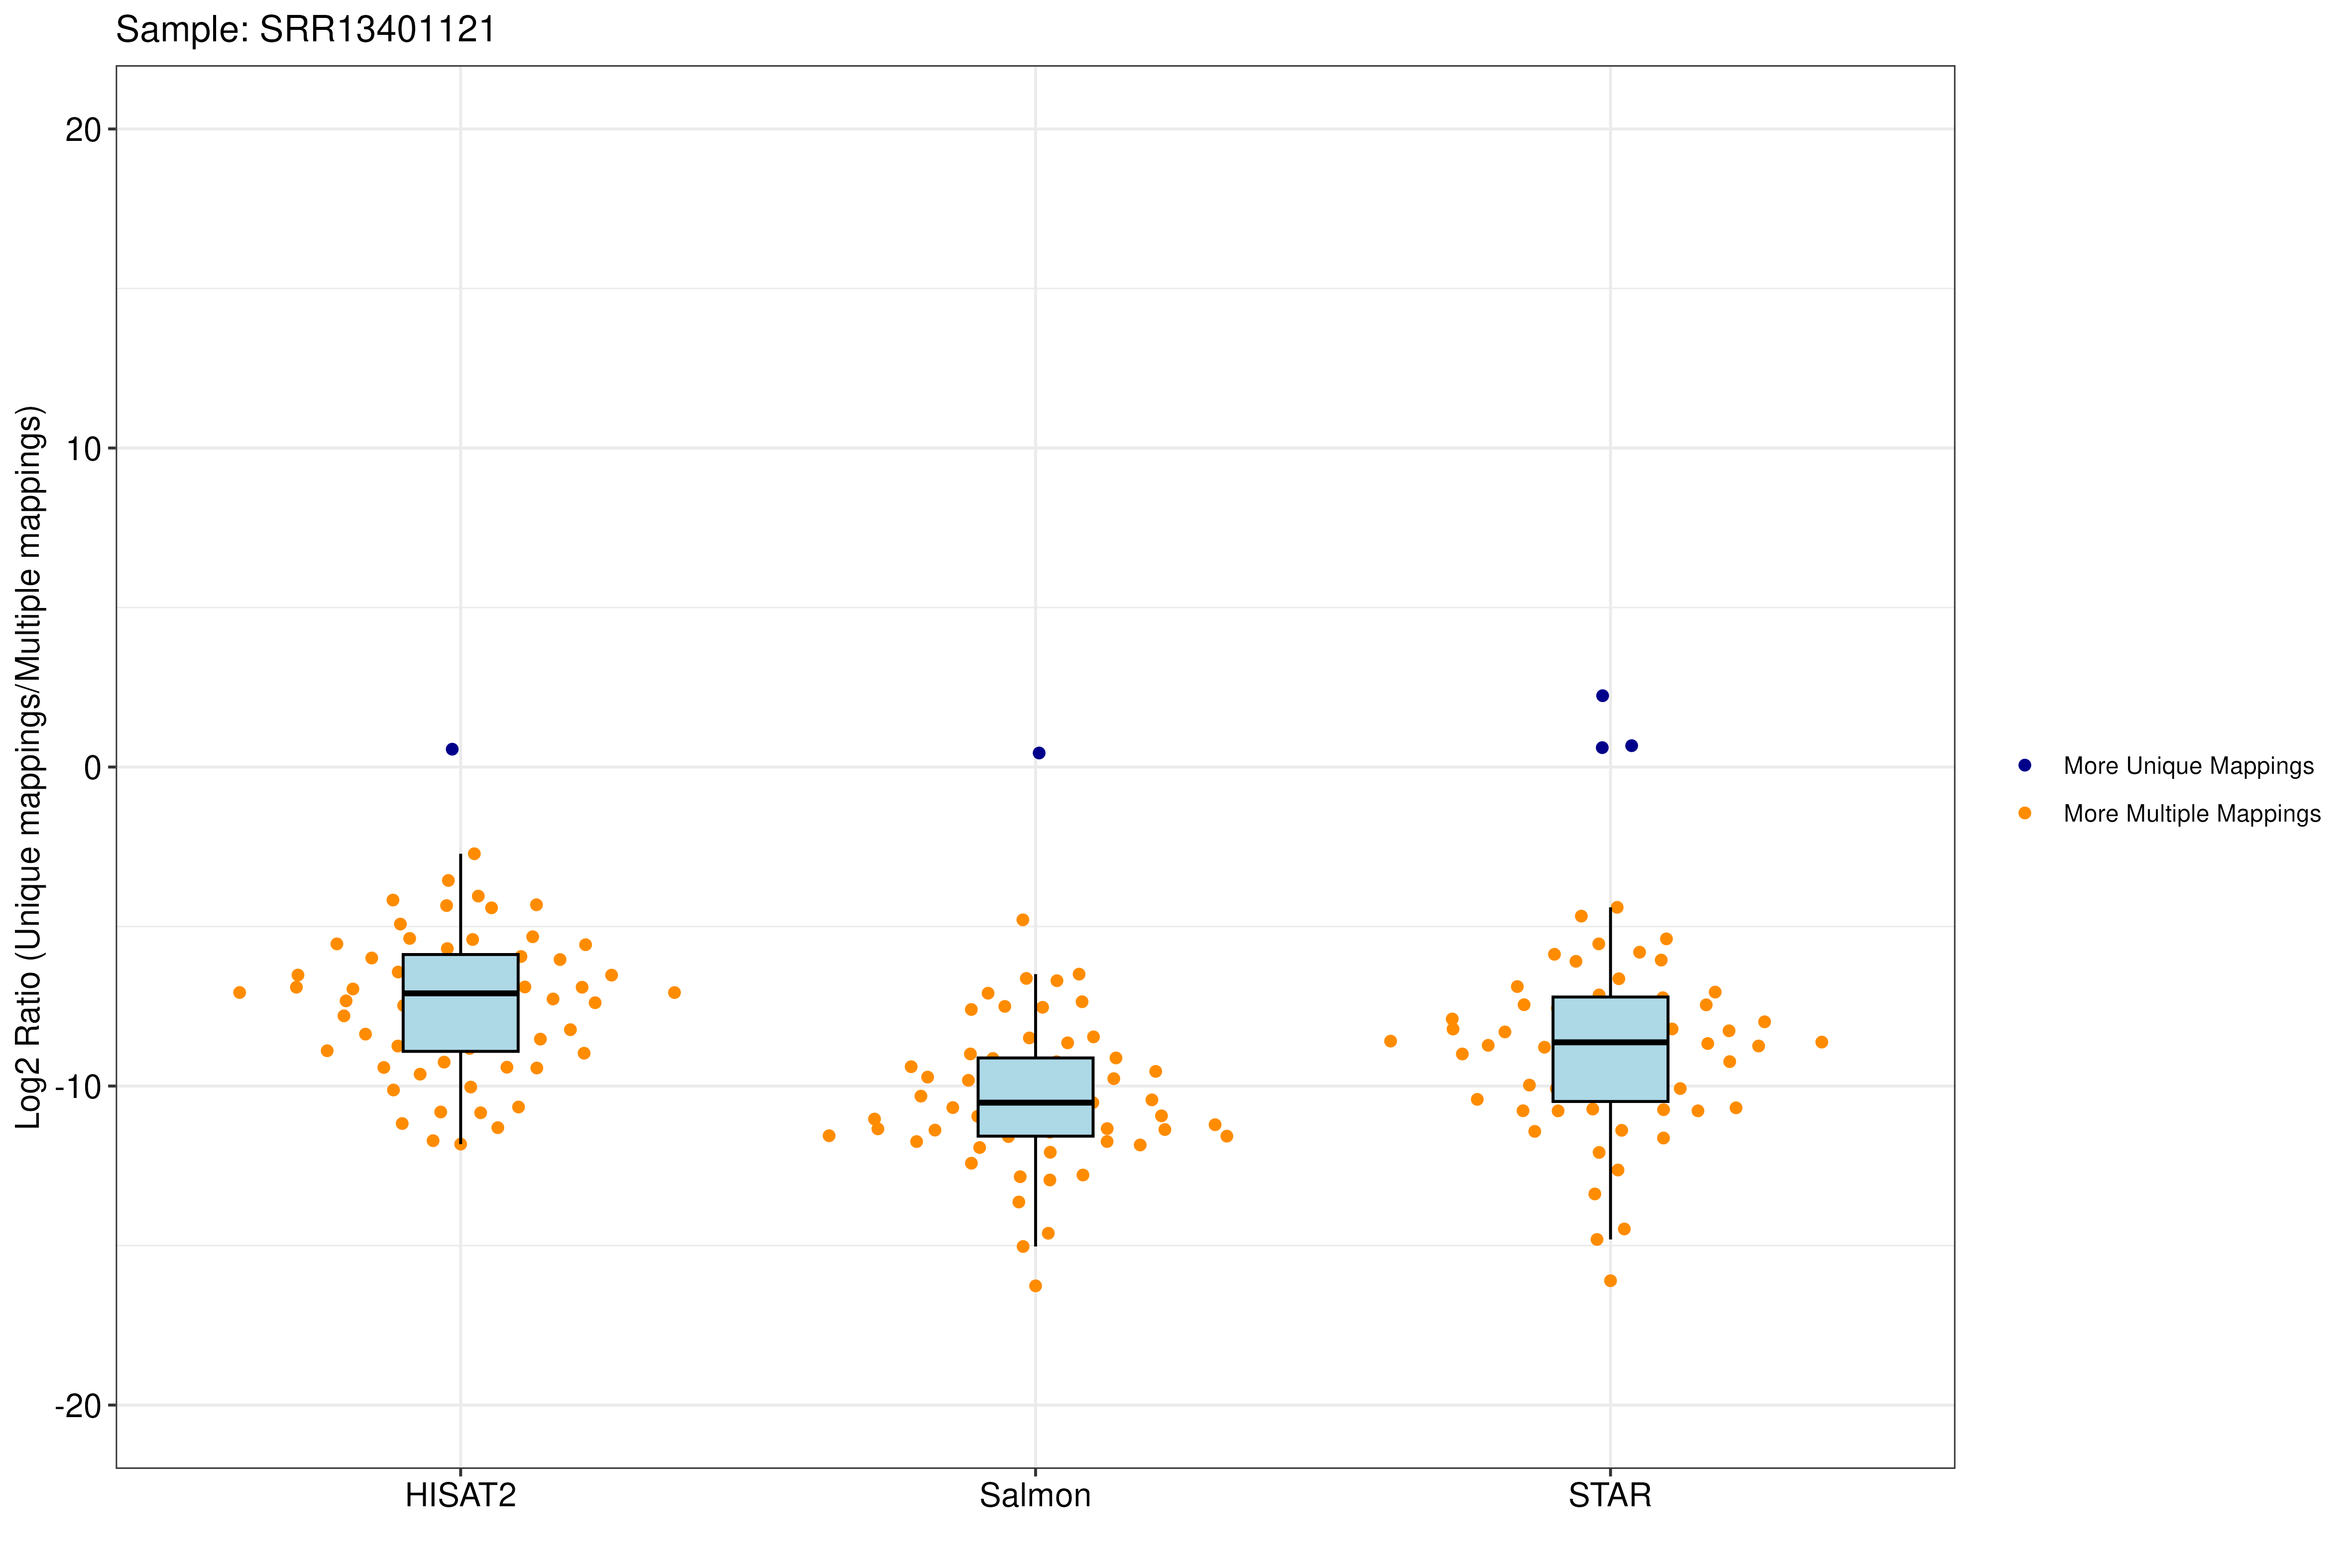 Sample: SRR13401121
Log2 Ratio (Unique mappings/Multiple mappings)
20
10
0
-10
-20
HISAT2
Salmon
STAR
More Unique Mappings
More Multiple Mappings